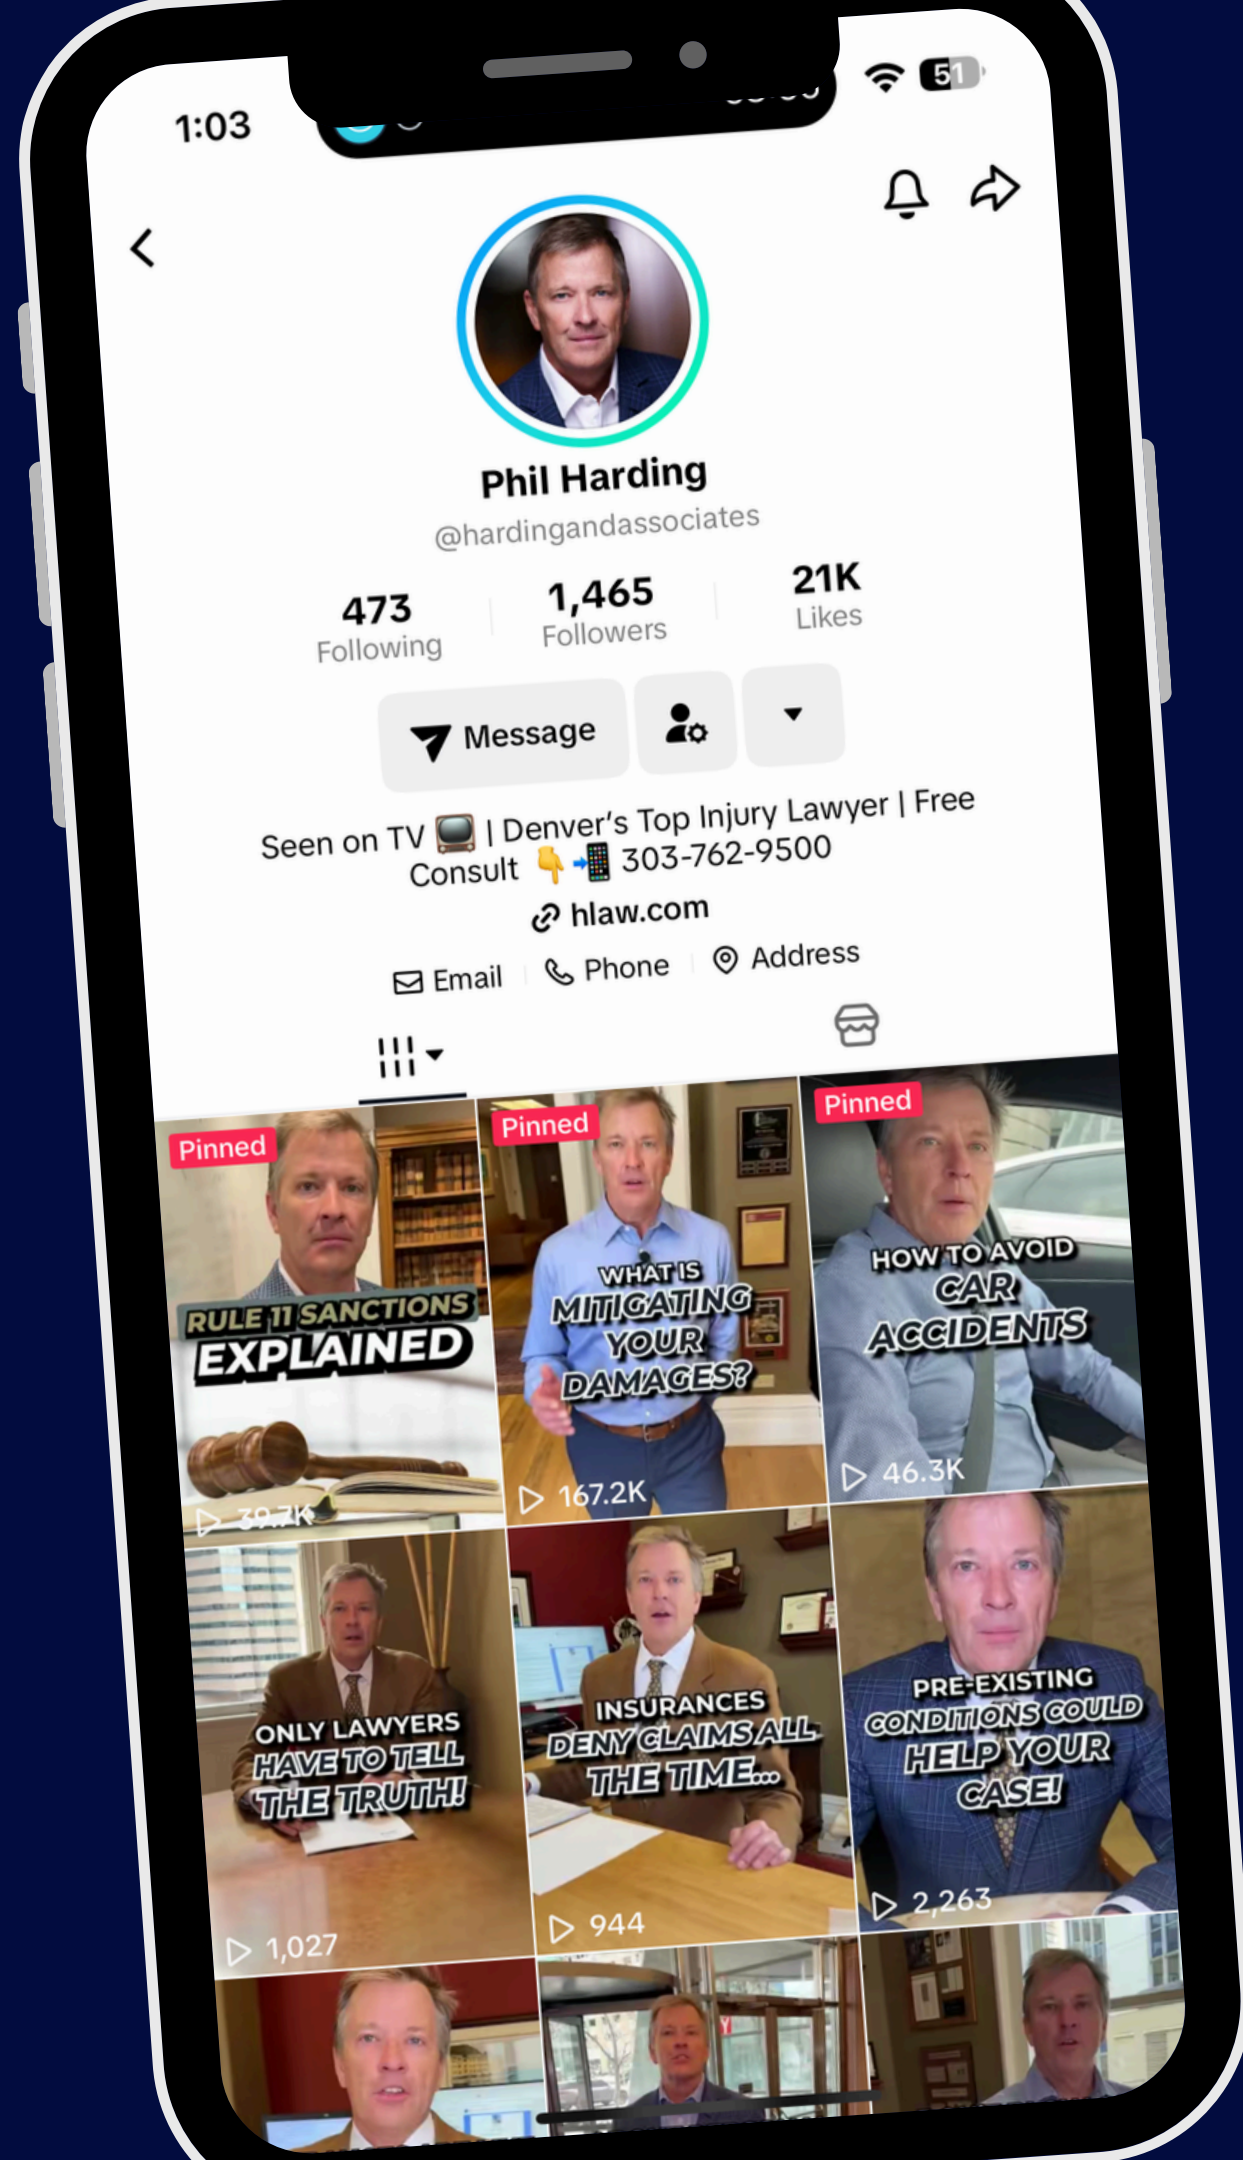 1:03
51
Phil Harding
@hardingandassociates
473
1,465
21K
Following
Followers
Likes
Message
Seen on TV 📺 | Denver’s Top Injury Lawyer | Free
Consult 👇📲 303-762-9500
hlaw.com
Email
Phone
Address
Pinned
RULE 11 SANCTIONS
EXPLAINED
39.7K
Pinned
WHAT IS
MITIGATING
YOUR
DAMAGES?
167.2K
Pinned
HOW TO AVOID
CAR
ACCIDENTS
46.3K
ONLY LAWYERS
HAVE TO TELL
THE TRUTH!
1,027
INSURANCES
DENY CLAIMS ALL
THE TIME...
944
PRE-EXISTING
CONDITIONS COULD
HELP YOUR
CASE!
2,263